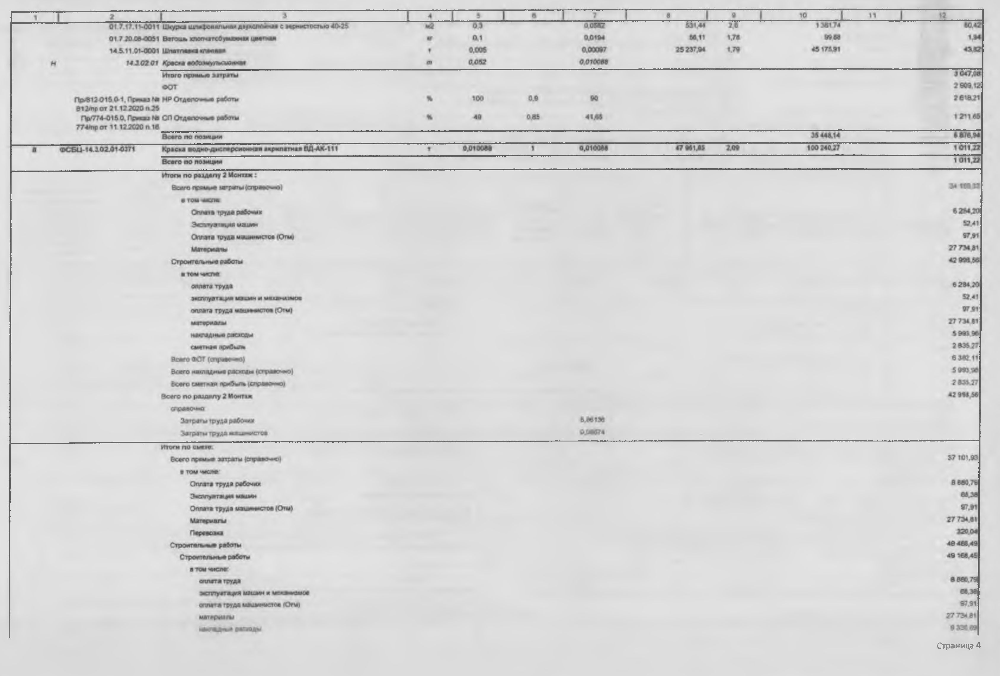 1 2 3 4 5 6 7 8 9 10 11 12
01.7.17.11-0011 Шкурка шлифовальная двухслойная с зернистостью 40-25 м2 0,3 0,0582 531,44 2,6 1 381,74 80,42
01.7.20.08-0051 Ветошь хлопчатобумажная цветная кг 0,1 0,0194 56,11 1,78 99,88 1,94
14.5.11.01-0001 Шпатлевка клеевая т 0,005 0,00097 25 237,94 1,79 45 175,91 43,82
Н 14.3.02.01 Краска водоэмульсионная т 0,052 0,010088
Итого прямые затраты 3 047,08
ФОТ 2 909,12
Пр/812-015.0-1, Приказ № НР Отделочные работы % 100 0,9 90 2 618,21
812/пр от 21.12.2020 п.25
Пр/774-015.0, Приказ № СП Отделочные работы % 49 0,85 41,65 1 211,65
774/пр от 11.12.2020 п.16
Всего по позиции 35 448,14 6 876,94
8 ФСБЦ-14.3.02.01-0371 Краска водно-дисперсионная акрилатная ВД-АК-111 т 0,010088 1 0,010088 47 961,85 2,09 100 240,27 1 011,22
Всего по позиции 1 011,22
Итоги по разделу 2 Монтаж :
Всего прямые затраты (справочно)
в том числе:
Оплата труда рабочих 6 284,20
Эксплуатация машин 52,41
Оплата труда машинистов (Отм) 97,91
Материалы 27 734,81
Строительные работы 42 998,56
в том числе:
оплата труда 6 284,20
эксплуатация машин и механизмов 52,41
оплата труда машинистов (Отм) 97,91
материалы 27 734,81
накладные расходы 5 993,96
сметная прибыль 2 835,27
Всего ФОТ (справочно) 6 382,11
Всего накладные расходы (справочно) 5 993,96
Всего сметная прибыль (справочно) 2 835,27
Всего по разделу 2 Монтаж 42 998,56
справочно:
Затраты труда рабочих
Затраты труда машинистов
Итоги по смете:
Всего прямые затраты (справочно) 37 101,93
в том числе:
Оплата труда рабочих 8 880,79
Эксплуатация машин 68,38
Оплата труда машинистов (Отм) 97,91
Материалы 27 734,81
Перевозка 320,04
Строительные работы 49 488,49
Строительные работы 49 168,45
в том числе:
оплата труда 8 880,79
эксплуатация машин и механизмов 68,38
оплата труда машинистов (Отм) 97,91
материалы 27 734,81
накладные расходы
Страница 4